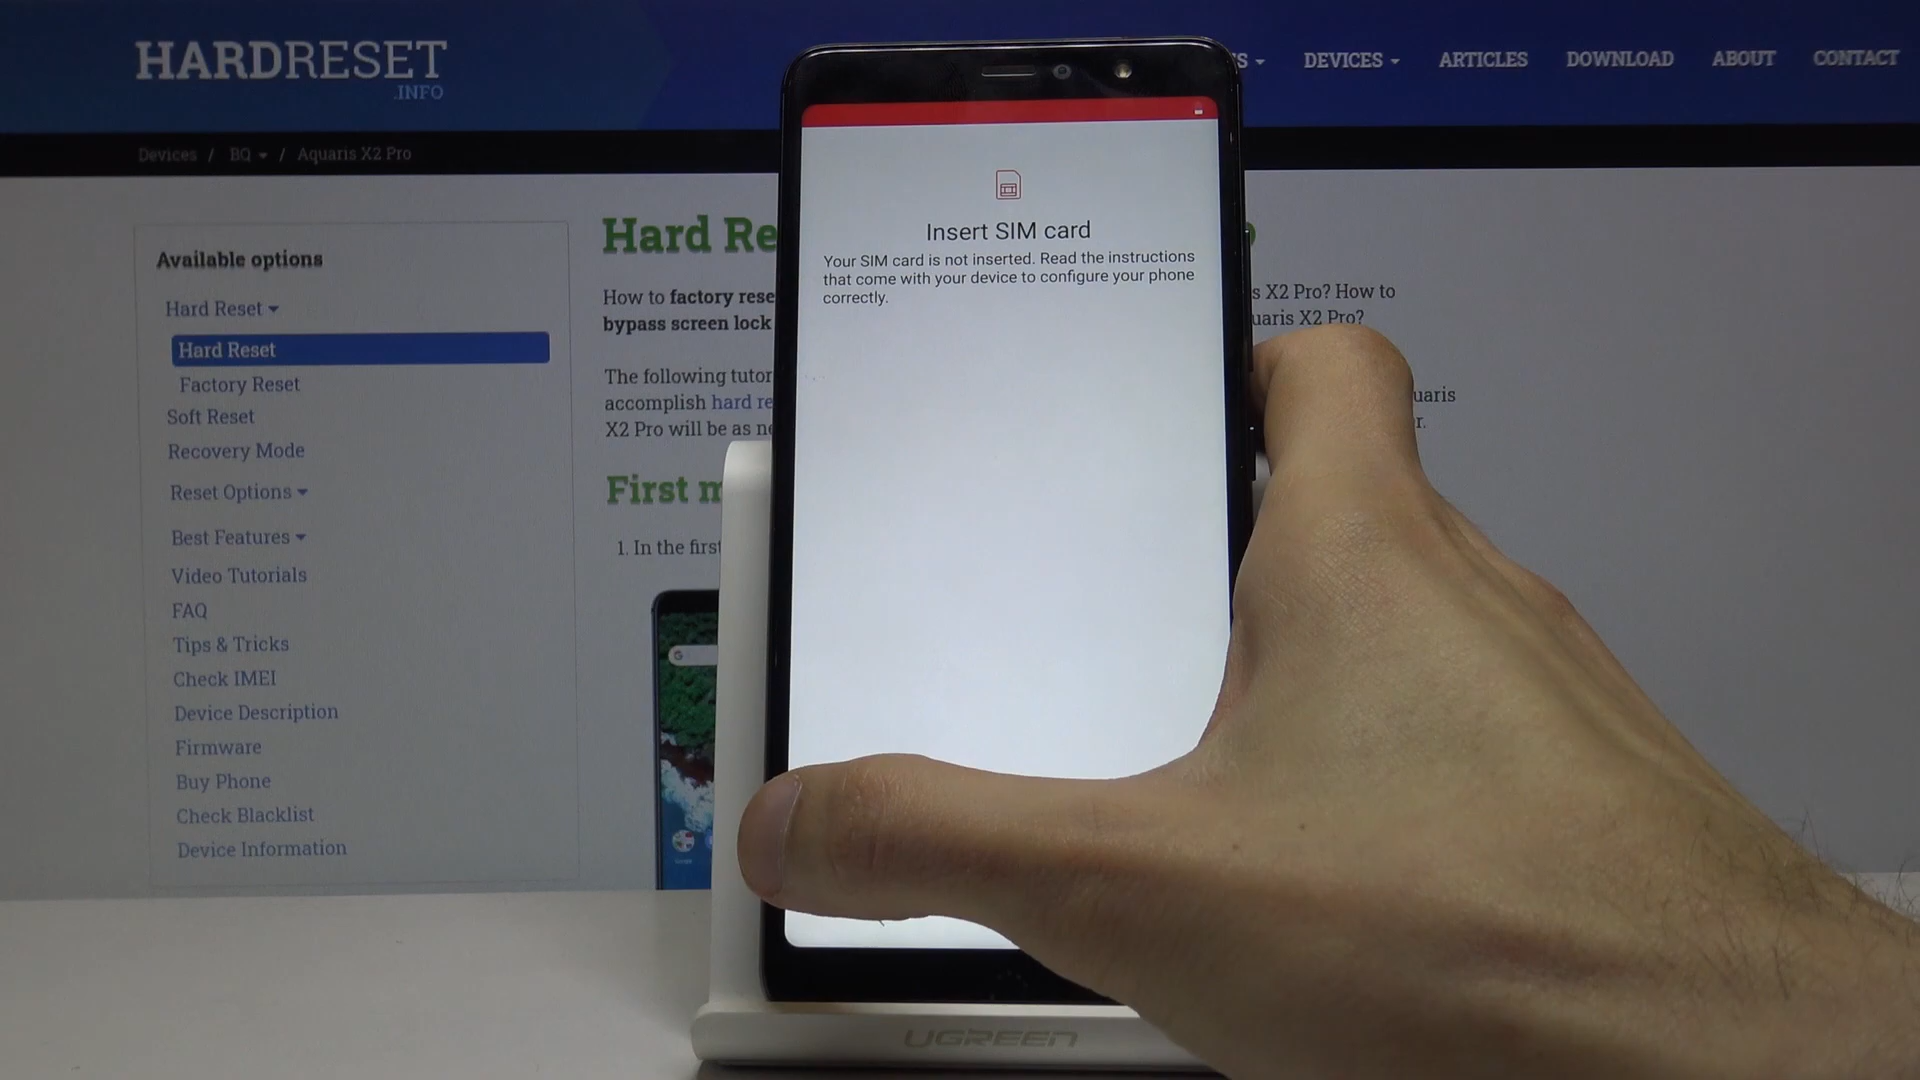 HARDRESET
.INFO
DEVICES
ARTICLES
DOWNLOAD
ABOUT
CONTACT
Devices / BQ / Aquaris X2 Pro
Available options
Hard Reset
Hard Reset
Factory Reset
Soft Reset
Recovery Mode
Reset Options
Best Features
Video Tutorials
FAQ
Tips & Tricks
Check IMEI
Device Description
Firmware
Buy Phone
Check Blacklist
Device Information
Hard Re
How to factory rese
s X2 Pro? How to
bypass screen lock
uaris X2 Pro?
The following tutor
uaris
accomplish hard re
r.
X2 Pro will be as ne
First m
1. In the first
Insert SIM card
Your SIM card is not inserted. Read the instructions
that come with your device to configure your phone
correctly.
UGREEN